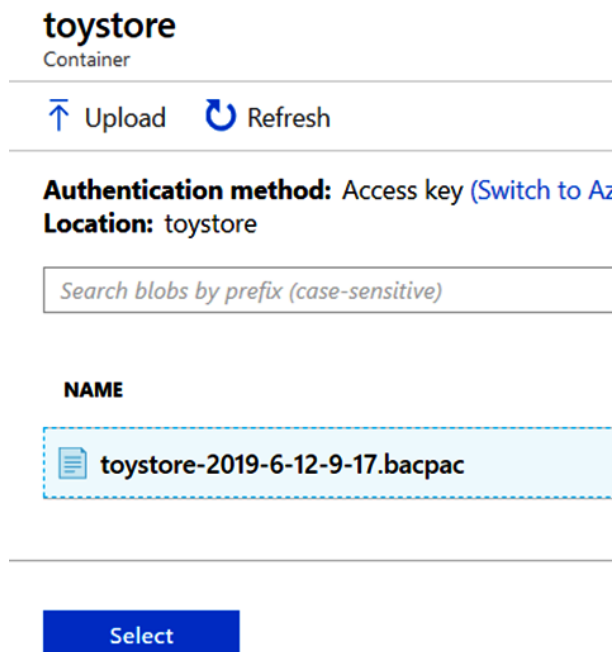 toystore
Container
Upload Refresh
Authentication method: Access key (Switch to Az
Location: toystore
Search blobs by prefix (case-sensitive)
NAME
toystore-2019-6-12-9-17.bacpac
Select